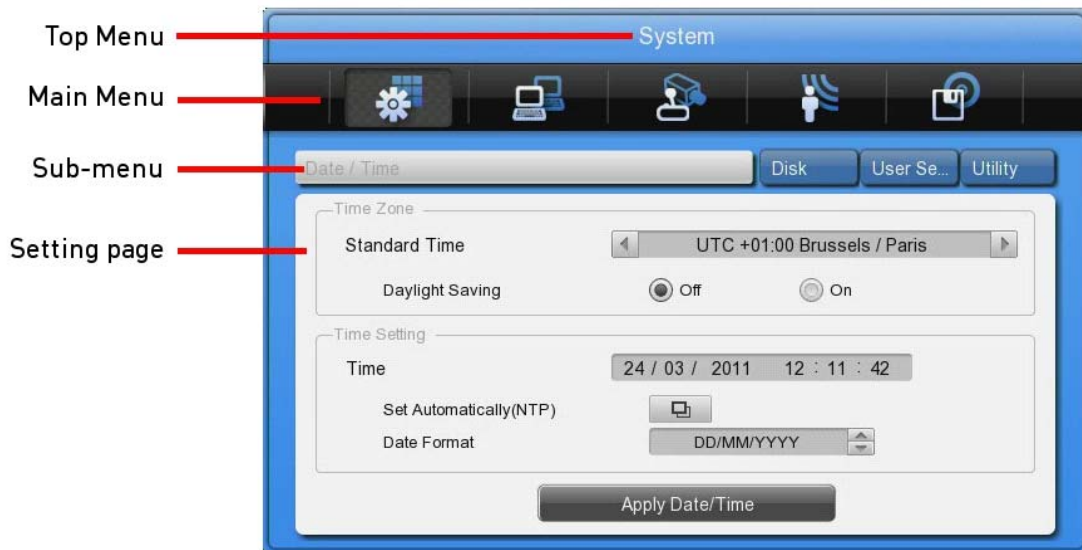 Top Menu
System
Main Menu
Sub-menu
Date / Time
Disk
User Se...
Utility
Setting page
Time Zone
Standard Time
UTC +01:00 Brussels / Paris
Daylight Saving
Off
On
Time Setting
Time
24 / 03 / 2011 12 : 11 : 42
Set Automatically(NTP)
Date Format
DD/MM/YYYY
Apply Date/Time